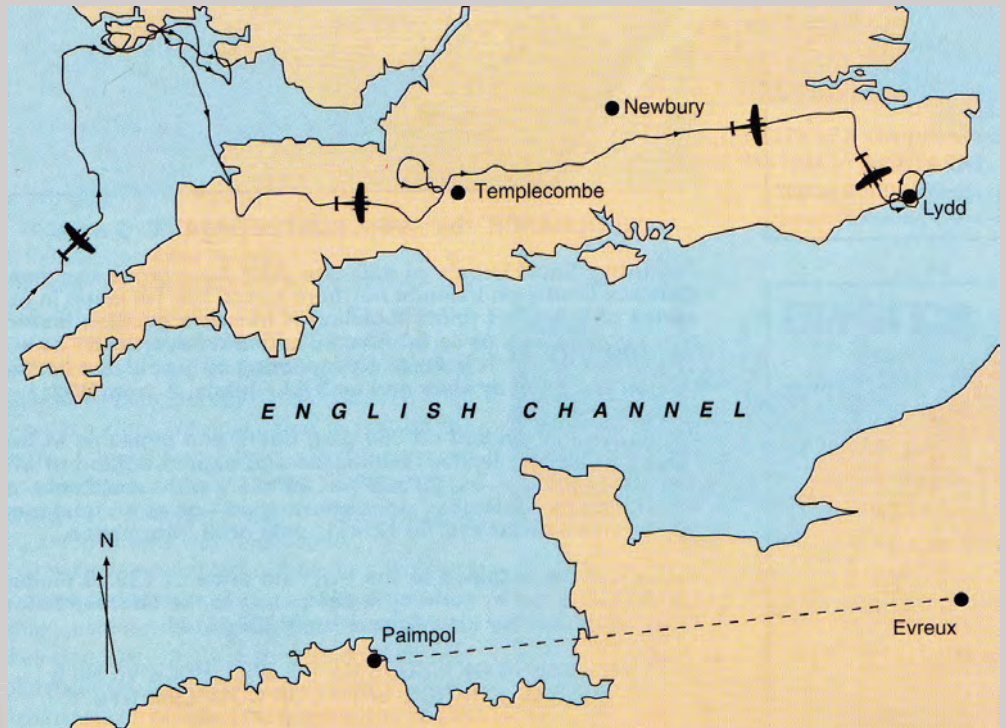 Newbury
Templecombe
Lydd
ENGLISH CHANNEL
N
Paimpol
Evreux